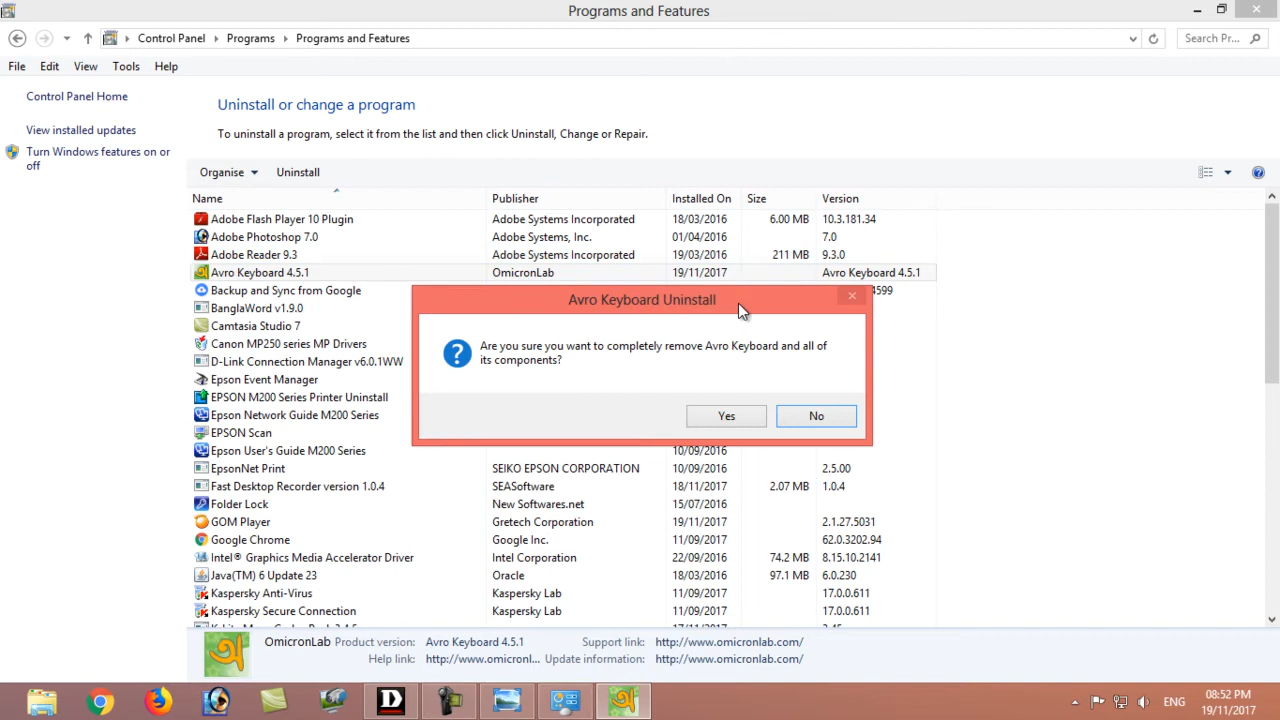 Programs and Features
Control Panel Programs Programs and Features
Search Pr...
File Edit View Tools Help
Control Panel Home
View installed updates
Turn Windows features on or
off
Uninstall or change a program
To uninstall a program, select it from the list and then click Uninstall, Change or Repair.
Organise Uninstall
Name Publisher Installed On Size Version
Adobe Flash Player 10 Plugin Adobe Systems Incorporated 18/03/2016 6.00 MB 10.3.181.34
Adobe Photoshop 7.0 Adobe Systems, Inc. 01/04/2016 7.0
Adobe Reader 9.3 Adobe Systems Incorporated 19/03/2016 211 MB 9.3.0
Avro Keyboard 4.5.1 OmicronLab 19/11/2017 Avro Keyboard 4.5.1
Backup and Sync from Google 4599
BanglaWord v1.9.0
Camtasia Studio 7
Canon MP250 series MP Drivers
D-Link Connection Manager v6.0.1WW
Epson Event Manager
EPSON M200 Series Printer Uninstall
Epson Network Guide M200 Series
EPSON Scan
Epson User's Guide M200 Series 10/09/2016
EpsonNet Print SEIKO EPSON CORPORATION 10/09/2016 2.5.00
Fast Desktop Recorder version 1.0.4 SEASoftware 18/11/2017 2.07 MB 1.0.4
Folder Lock New Softwares.net 15/07/2016
GOM Player Gretech Corporation 19/11/2017 2.1.27.5031
Google Chrome Google Inc. 11/09/2017 62.0.3202.94
Intel® Graphics Media Accelerator Driver Intel Corporation 22/09/2016 74.2 MB 8.15.10.2141
Java(TM) 6 Update 23 Oracle 18/03/2016 97.1 MB 6.0.230
Kaspersky Anti-Virus Kaspersky Lab 11/09/2017 17.0.0.611
Kaspersky Secure Connection Kaspersky Lab 11/09/2017 17.0.0.611
Avro Keyboard Uninstall
Are you sure you want to completely remove Avro Keyboard and all of
its components?
Yes No
OmicronLab Product version: Avro Keyboard 4.5.1 Support link: http://www.omicronlab.com/
Help link: http://www.omicronl... Update information: http://www.omicronlab.com/
অ
D
অ
ENG
08:52 PM
19/11/2017